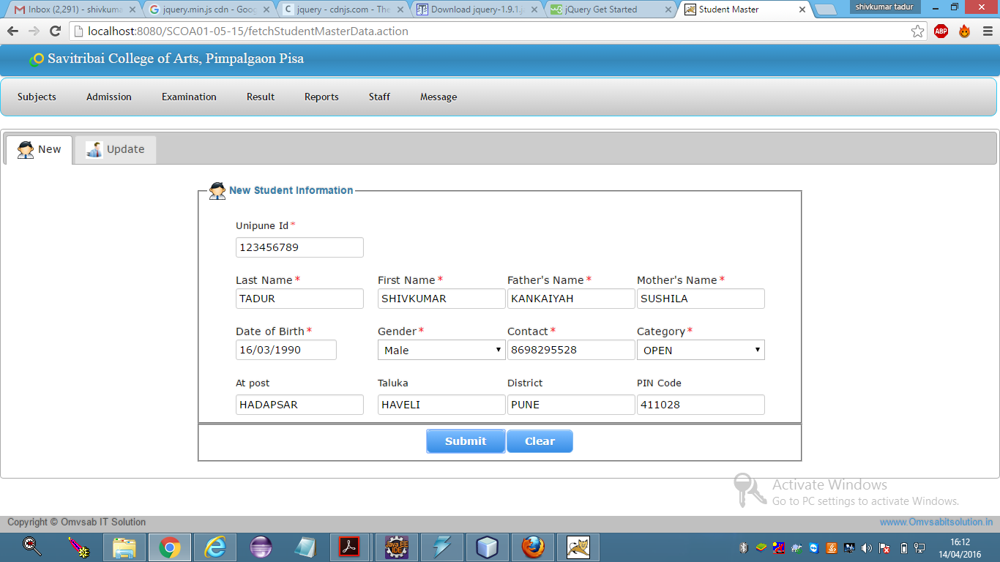 Inbox (2,291) - shivkuma
jquery.min.js cdn - Goog
jquery - cdnjs.com - The
Download jquery-1.9.1.j
jQuery Get Started
Student Master
shivkumar tadur
localhost:8080/SCOA01-05-15/fetchStudentMasterData.action
ABP
Savitribai College of Arts, Pimpalgaon Pisa
Subjects Admission Examination Result Reports Staff Message
New Update
New Student Information
Unipune Id *
123456789
Last Name * First Name * Father's Name * Mother's Name *
TADUR SHIVKUMAR KANKAIYAH SUSHILA
Date of Birth * Gender * Contact * Category *
16/03/1990 Male 8698295528 OPEN
At post Taluka District PIN Code
HADAPSAR HAVELI PUNE 411028
Submit Clear
Activate Windows
Go to PC settings to activate Windows.
Copyright © Omvsab IT Solution wwww.Omvsabitsolution.in
Java EE
IDE
16:12
14/04/2016